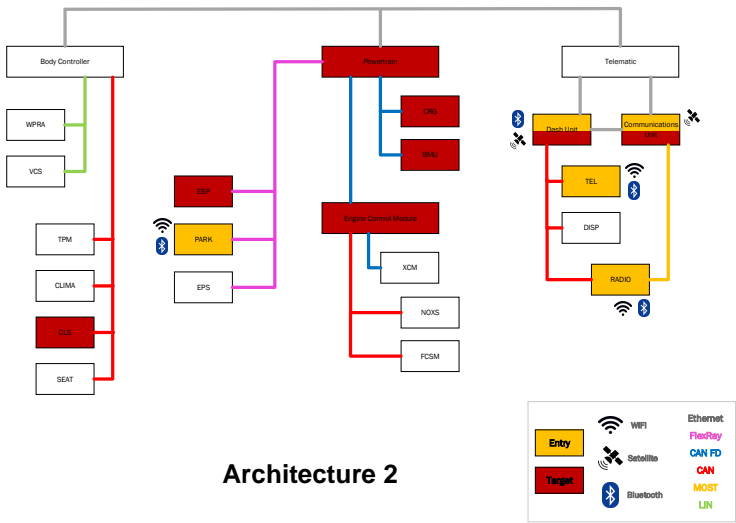 Body Controller
Powertrain
Telematic
WPRA
VCS
CRG
BMU
Dash Unit
Communications
Unit
ESP
TEL
TPM
PARK
Engine Control Module
DISP
CLIMA
EPS
XCM
RADIO
CLS
NOXS
SEAT
FCSM
Architecture 2
Entry
Target
WiFi
Satellite
Bluetooth
Ethernet
FlexRay
CAN FD
CAN
MOST
LIN